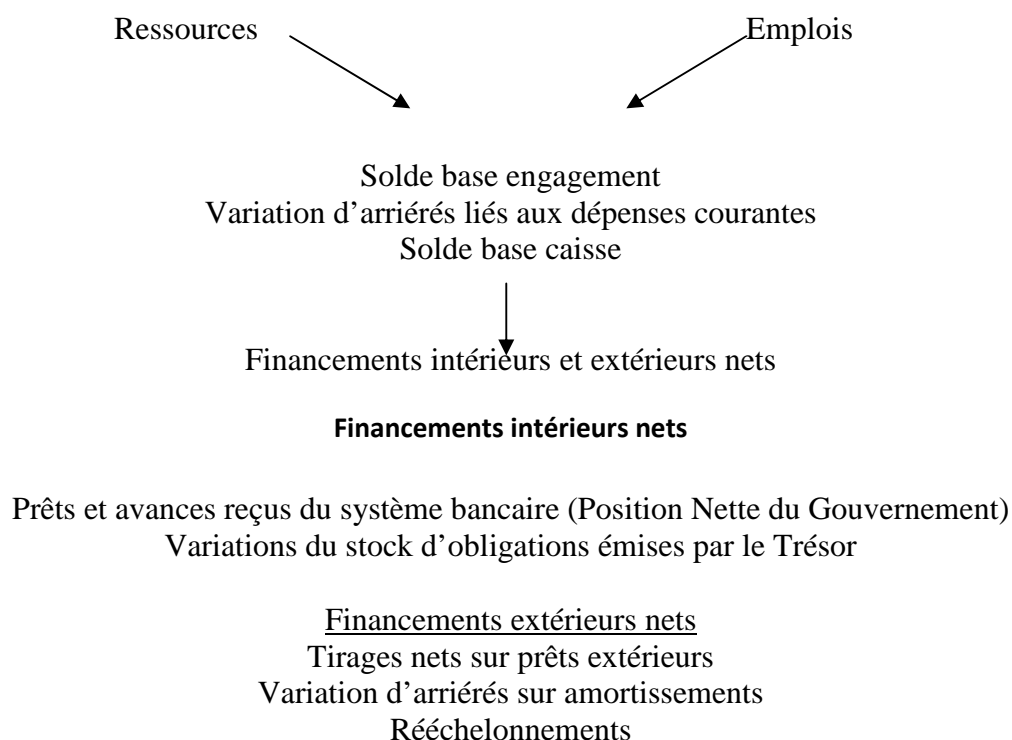 Ressources Emplois
Solde base engagement
Variation d’arriérés liés aux dépenses courantes
Solde base caisse
Financements intérieurs et extérieurs nets
Financements intérieurs nets
Prêts et avances reçus du système bancaire (Position Nette du Gouvernement)
Variations du stock d’obligations émises par le Trésor
Financements extérieurs nets
Tirages nets sur prêts extérieurs
Variation d’arriérés sur amortissements
Rééchelonnements